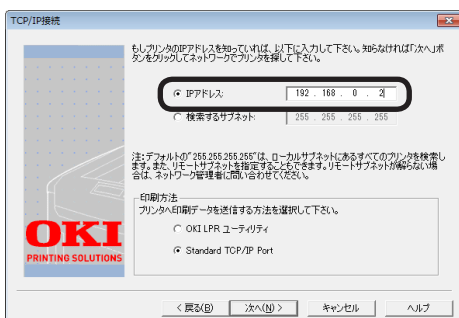 TCP/IP接続
もしプリンタのIPアドレスを知っていれば、以下に入力して下さい。知らなければ「次へ」ボ
タンをクリックしてネットワークでプリンタを探して下さい。
IPアドレス: 192 . 168 . 0 . 2
検索するサブネット: 255 . 255 . 255 . 255
注:デフォルトの"255.255.255.255"は、ローカルサブネットにあるすべてのプリンタを検索し
ます。また、リモートサブネットを指定することもできます。リモートサブネットが解らない場
合は、ネットワーク管理者に問い合わせてください。
印刷方法
プリンタへ印刷データを送信する方法を選択して下さい。
OKI LPR ユーティリティ
Standard TCP/IP Port
OKI
PRINTING SOLUTIONS
< 戻る(B) 次へ(N) > キャンセル ヘルプ